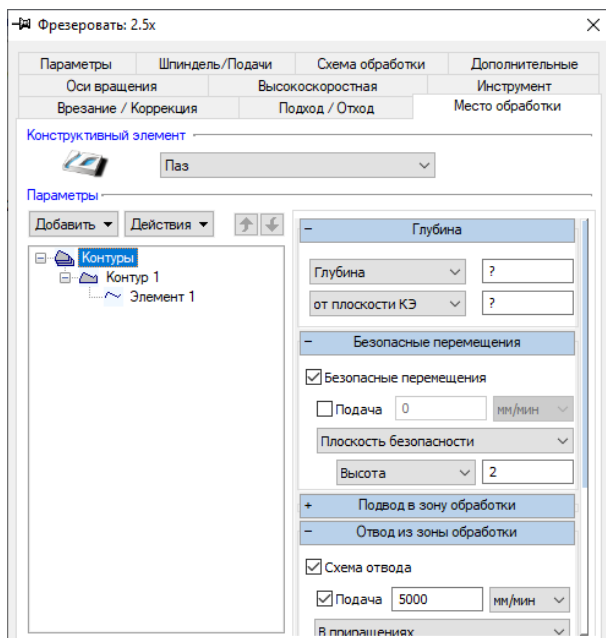 Фрезеровать: 2.5x
Параметры Шпиндель/Подачи Схема обработки Дополнительные
Оси вращения Высокоскоростная Инструмент
Врезание / Коррекция Подход / Отход Место обработки
Конструктивный элемент
Паз
Параметры
Добавить Действия
Контуры
Контур 1
Элемент 1
Глубина
Глубина ?
от плоскости КЭ ?
Безопасные перемещения
Безопасные перемещения
Подача 0 мм/мин
Плоскость безопасности
Высота 2
Подвод в зону обработки
Отвод из зоны обработки
Схема отвода
Подача 5000 мм/мин
В приращениях